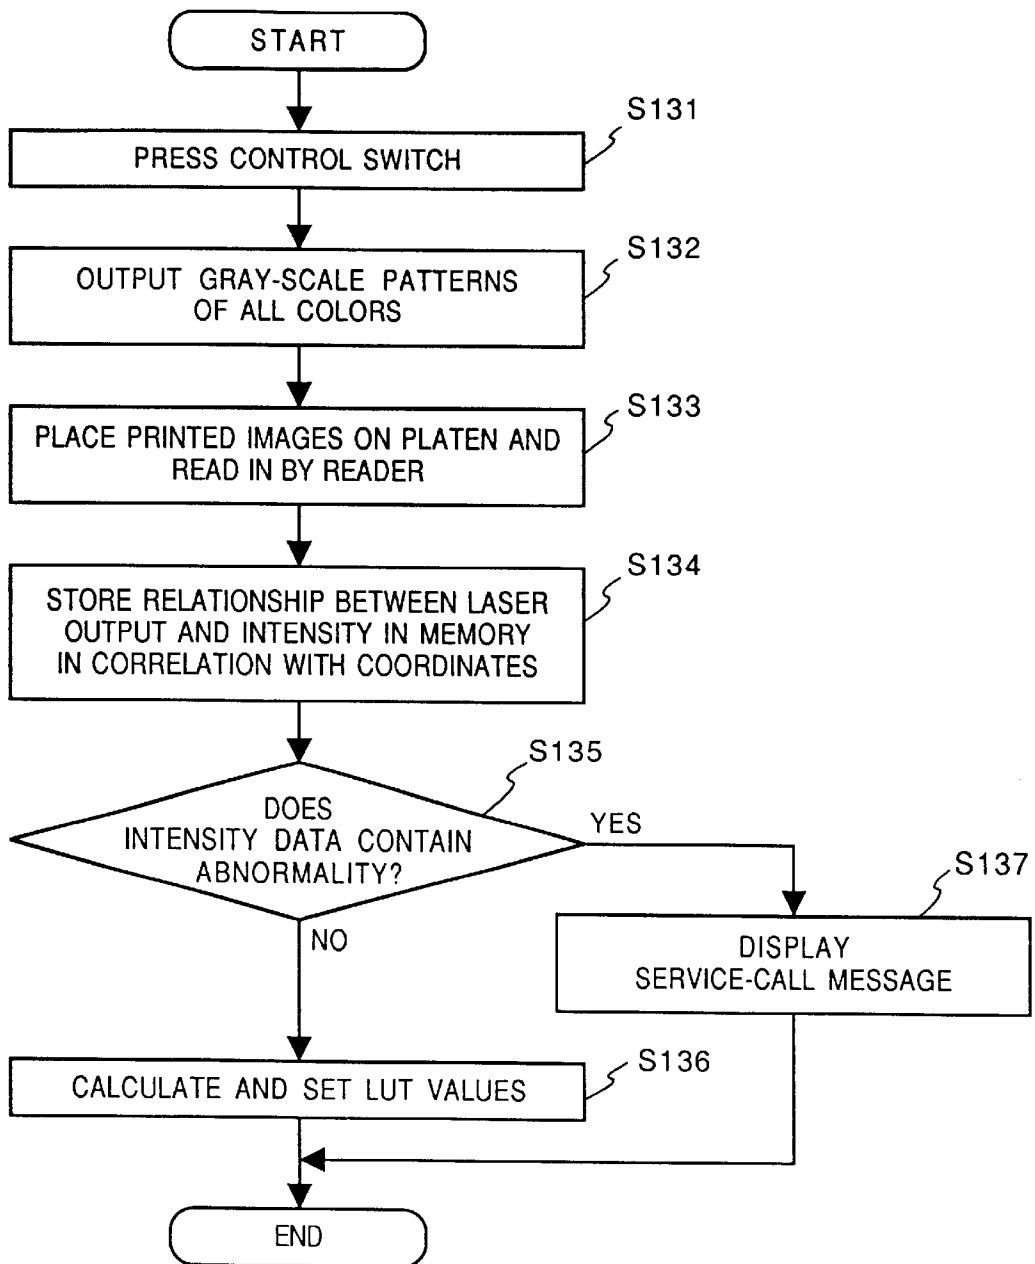 START
S131
PRESS CONTROL SWITCH
S132
OUTPUT GRAY-SCALE PATTERNS
OF ALL COLORS
S133
PLACE PRINTED IMAGES ON PLATEN AND
READ IN BY READER
S134
STORE RELATIONSHIP BETWEEN LASER
OUTPUT AND INTENSITY IN MEMORY
IN CORRELATION WITH COORDINATES
S135
DOES
INTENSITY DATA CONTAIN
ABNORMALITY?
YES
NO
S137
DISPLAY
SERVICE-CALL MESSAGE
S136
CALCULATE AND SET LUT VALUES
END